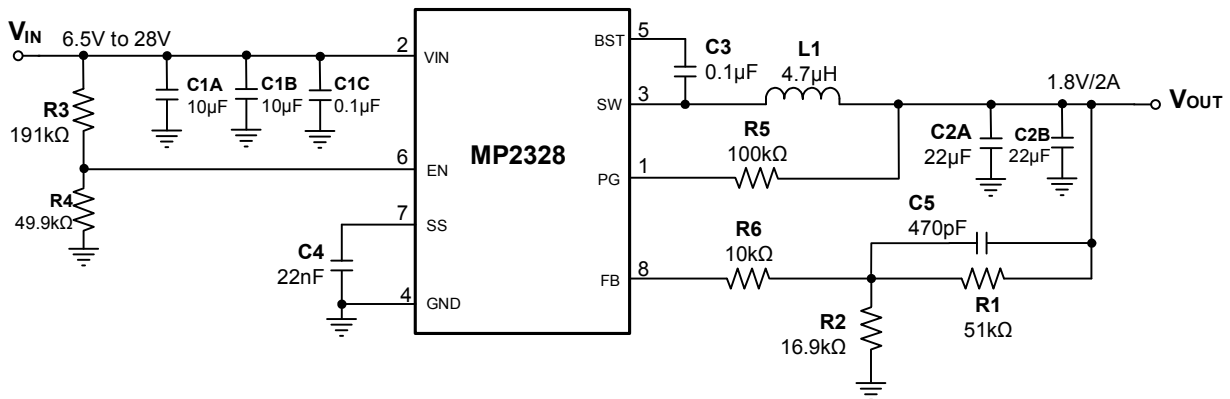 VIN
6.5V to 28V
R3
191kΩ
R4
49.9kΩ
C1A
10µF
C1B
10µF
C1C
0.1µF
2
VIN
6
EN
7
SS
C4
22nF
4
GND
MP2328
BST
5
SW
3
PG
1
FB
8
C3
0.1µF
L1
4.7µH
R5
100kΩ
1.8V/2A
VOUT
C2A
22µF
C2B
22µF
C5
470pF
R6
10kΩ
R2
16.9kΩ
R1
51kΩ